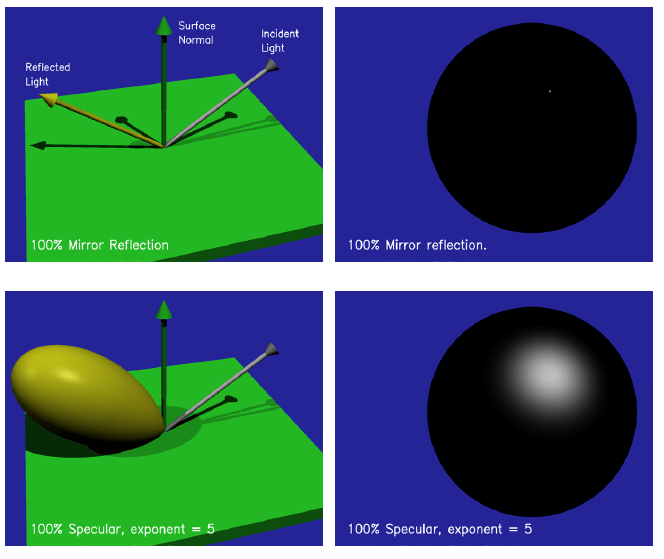 Surface
Normal
Incident
Light
Reflected
Light
100% Mirror Reflection
100% Mirror reflection.
100% Specular, exponent = 5
100% Specular, exponent = 5